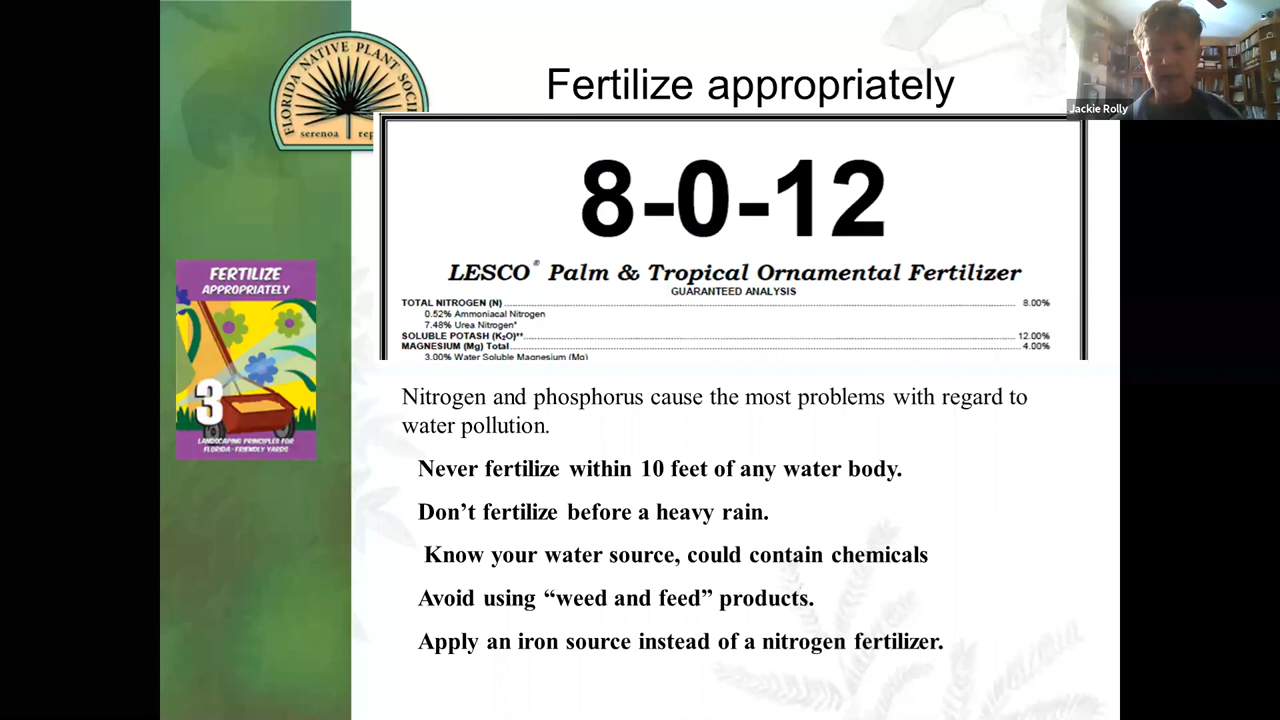 FLORIDA NATIVE PLANT SOCI
serenoa rep
Fertilize appropriately
Jackie Rolly
8-0-12
LESCO® Palm & Tropical Ornamental Fertilizer
GUARANTEED ANALYSIS
TOTAL NITROGEN (N) 8.00%
0.52% Ammoniacal Nitrogen
7.48% Urea Nitrogen*
SOLUBLE POTASH (K₂O)** 12.00%
MAGNESIUM (Mg) Total 4.00%
3.00% Water Soluble Magnesium (Mg)
FERTILIZE
APPROPRIATELY
3
LANDSCAPING PRINCIPLES FOR
FLORIDA-FRIENDLY YARDS
Nitrogen and phosphorus cause the most problems with regard to
water pollution.
Never fertilize within 10 feet of any water body.
Don’t fertilize before a heavy rain.
Know your water source, could contain chemicals
Avoid using “weed and feed” products.
Apply an iron source instead of a nitrogen fertilizer.